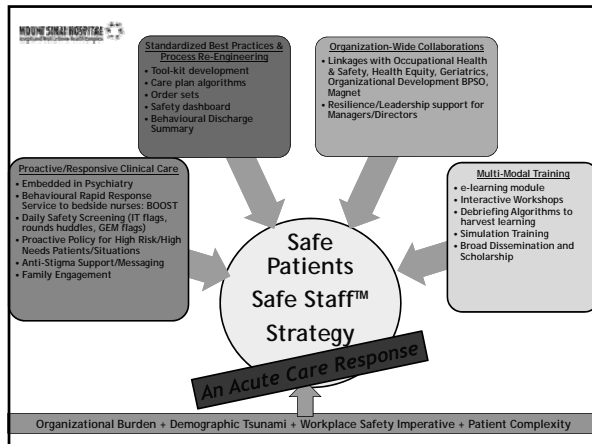 MOUNT SINAI HOSPITAL
Standardized Best Practices &
Process Re-Engineering
• Tool-kit development
• Care plan algorithms
• Order sets
• Safety dashboard
• Behavioural Discharge
Summary
Organization-Wide Collaborations
• Linkages with Occupational Health
& Safety, Health Equity, Geriatrics,
Organizational Development BPSO,
Magnet
• Resilience/Leadership support for
Managers/Directors
Proactive/Responsive Clinical Care
• Embedded in Psychiatry
• Behavioural Rapid Response
Service to bedside nurses: BOOST
• Daily Safety Screening (IT flags,
rounds huddles, GEM flags)
• Proactive Policy for High Risk/High
Needs Patients/Situations
• Anti-Stigma Support/Messaging
• Family Engagement
Multi-Modal Training
• e-learning module
• Interactive Workshops
• Debriefing Algorithms to
harvest learning
• Simulation Training
• Broad Dissemination and
Scholarship
Safe
Patients
Safe Staff™
Strategy
An Acute Care Response
Organizational Burden + Demographic Tsunami + Workplace Safety Imperative + Patient Complexity